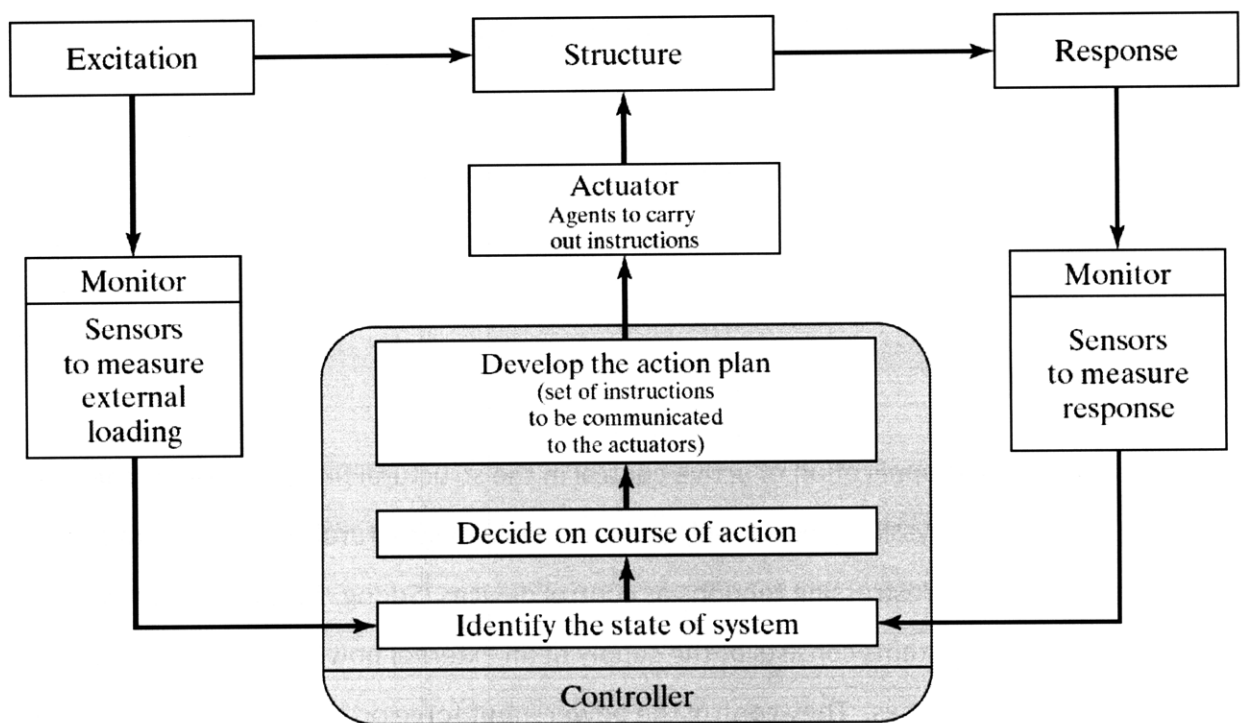 Excitation
Structure
Response
Actuator
Agents to carry
out instructions
Monitor
Sensors
to measure
external
loading
Monitor
Sensors
to measure
response
Develop the action plan
(set of instructions
to be communicated
to the actuators)
Decide on course of action
Identify the state of system
Controller